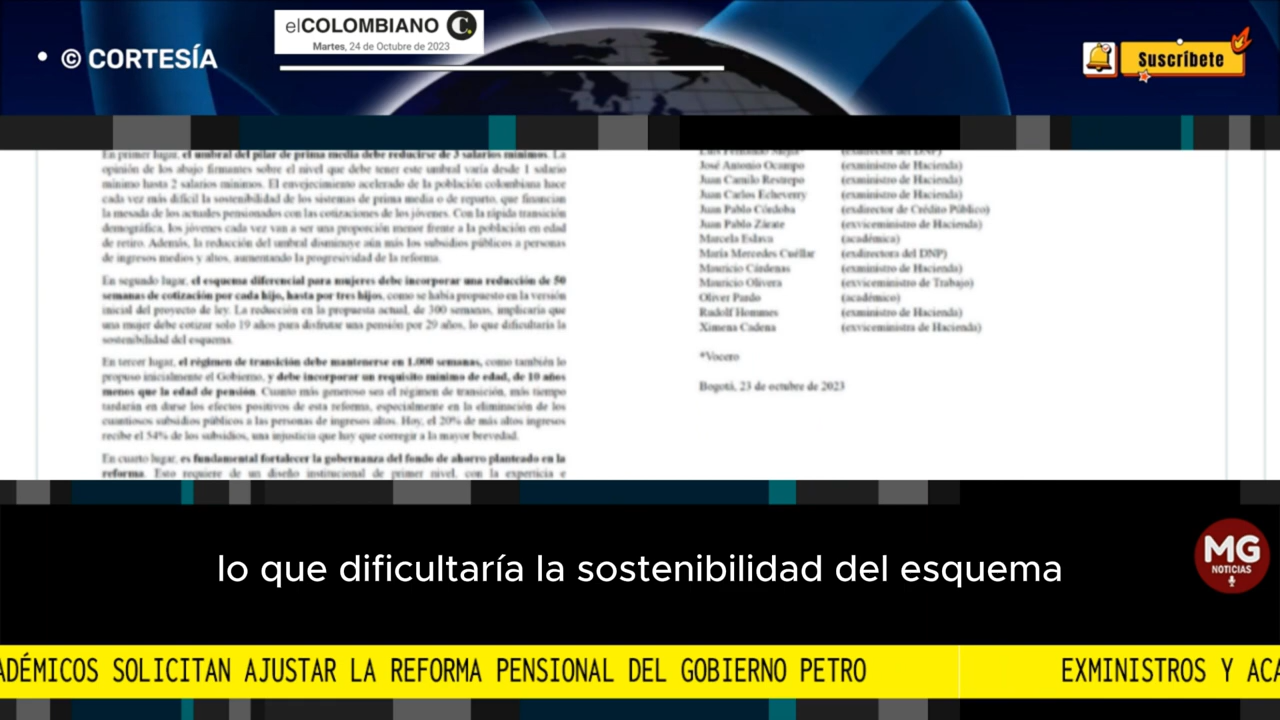 © CORTESÍA
elCOLOMBIANO C.
Martes, 24 de Octubre de 2023
Suscríbete
En primer lugar, el umbral del pilar de prima media debe reducirse de 3 salarios mínimos. La
opinión de los abajo firmantes sobre el nivel que debe tener este umbral varía desde 1 salario
mínimo hasta 2 salarios mínimos. El envejecimiento acelerado de la población colombiana hace
cada vez más difícil la sostenibilidad de los sistemas de prima media o de reparto, que financian
la mesada de los actuales pensionados con las cotizaciones de los jóvenes. Con la rápida transición
demográfica, los jóvenes cada vez van a ser una proporción menor frente a la población en edad
de retiro. Además, la reducción del umbral disminuye aún más los subsidios públicos a personas
de ingresos medios y altos, aumentando la progresividad de la reforma.
En segundo lugar, el esquema diferencial para mujeres debe incorporar una reducción de 50
semanas de cotización por cada hijo, hasta por tres hijos, como se había propuesto en la versión
inicial del proyecto de ley. La reducción en la propuesta actual, de 300 semanas, implicaría que
una mujer debe cotizar solo 19 años para disfrutar una pensión por 29 años, lo que dificultaría la
sostenibilidad del esquema.
En tercer lugar, el régimen de transición debe mantenerse en 1.000 semanas, como también lo
propuso inicialmente el Gobierno, y debe incorporar un requisito mínimo de edad, de 10 años
menos que la edad de pensión. Cuanto más generoso sea el régimen de transición, más tiempo
tardarán en darse los efectos positivos de esta reforma, especialmente en la eliminación de los
cuantiosos subsidios públicos a las personas de ingresos altos. Hoy, el 20% de más altos ingresos
recibe el 54% de los subsidios, una injusticia que hay que corregir a la mayor brevedad.
En cuarto lugar, es fundamental fortalecer la gobernanza del fondo de ahorro planteado en la
reforma. Esto requiere de un diseño institucional de primer nivel, con la experticia e
Luis Fernando Mejía* (exdirector del DNP)
José Antonio Ocampo (exministro de Hacienda)
Juan Camilo Restrepo (exministro de Hacienda)
Juan Carlos Echeverry (exministro de Hacienda)
Juan Pablo Córdoba (exdirector de Crédito Público)
Juan Pablo Zárate (exviceministro de Hacienda)
Marcela Eslava (académica)
María Mercedes Cuéllar (exdirectora del DNP)
Mauricio Cárdenas (exministro de Hacienda)
Mauricio Olivera (exviceministro de Trabajo)
Oliver Pardo (académico)
Rudolf Hommes (exministro de Hacienda)
Ximena Cadena (exviceministra de Hacienda)
*Vocero
Bogotá, 23 de octubre de 2023
lo que dificultaría la sostenibilidad del esquema
MG
NOTICIAS
ADÉMICOS SOLICITAN AJUSTAR LA REFORMA PENSIONAL DEL GOBIERNO PETRO EXMINISTROS Y ACA